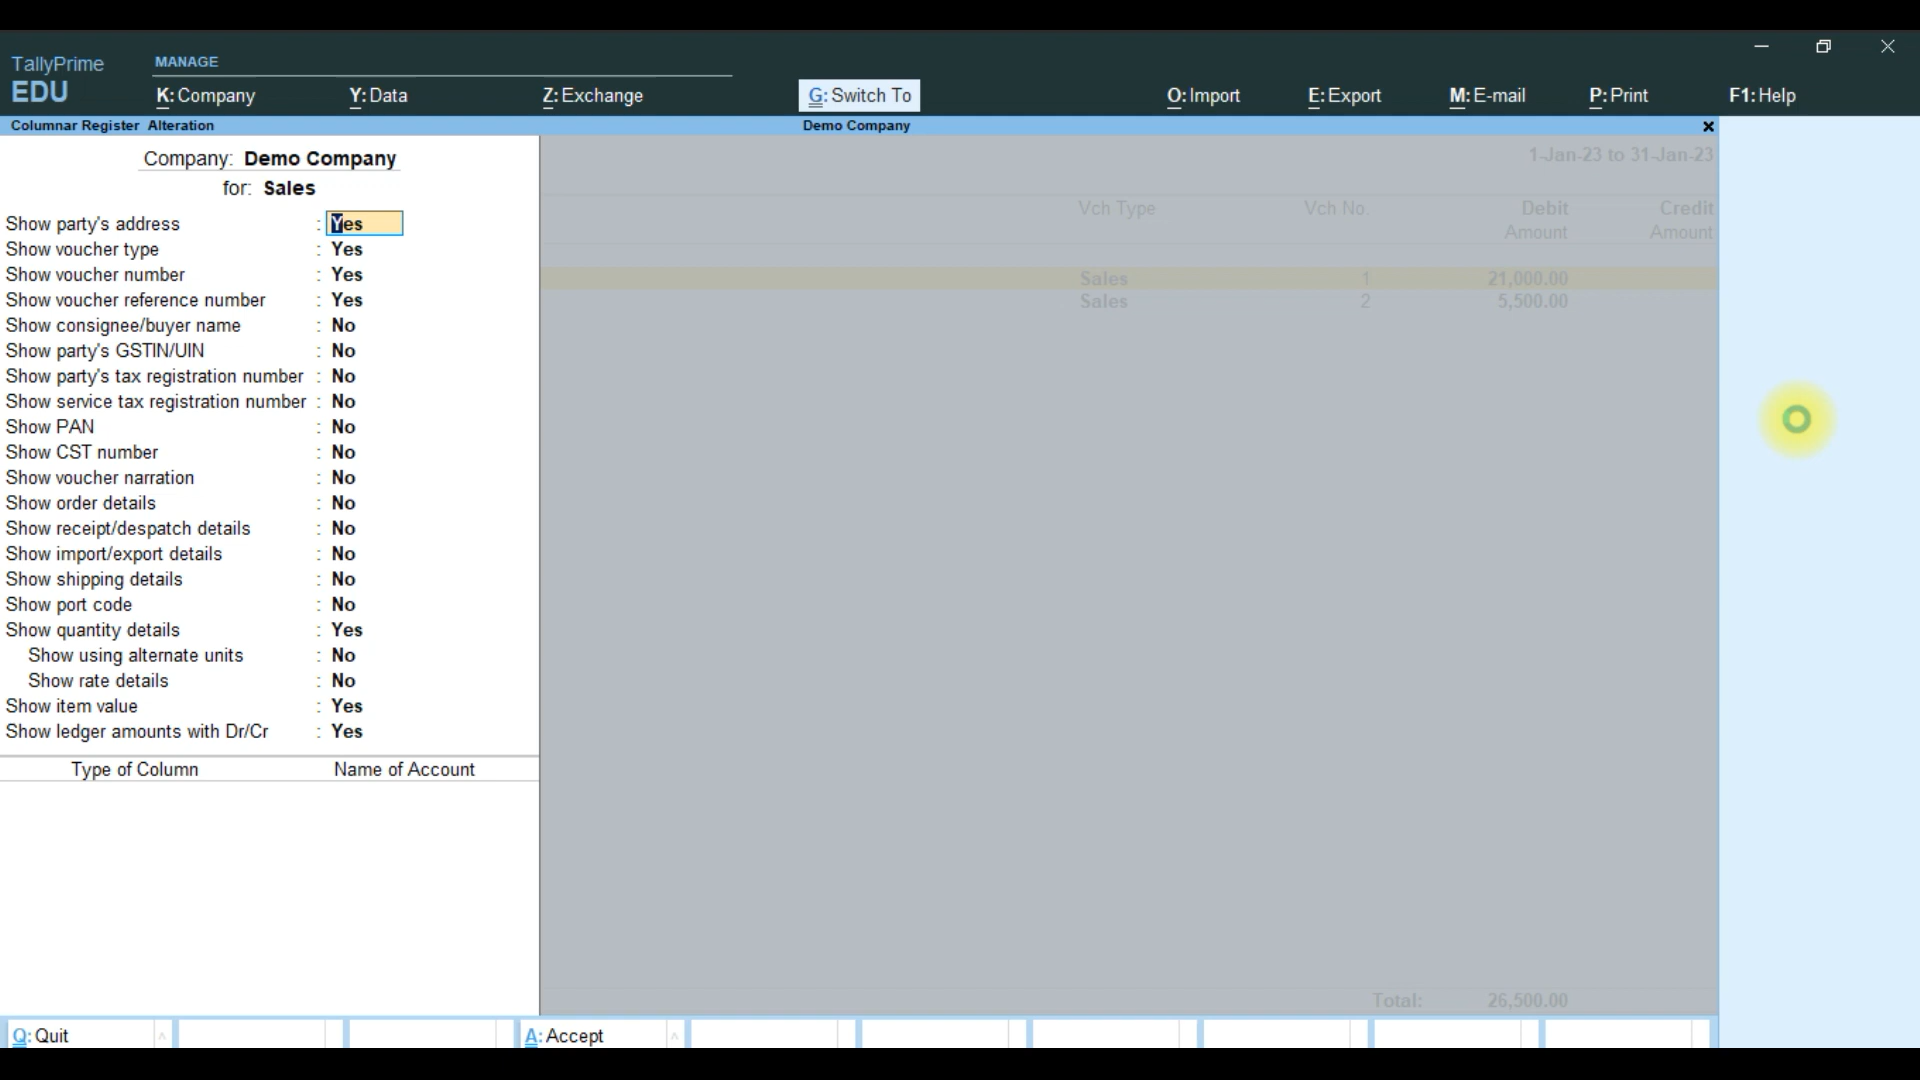 TallyPrime
EDU
MANAGE
K: Company
Y: Data
Z: Exchange
G: Switch To
O: Import
E: Export
M: E-mail
P: Print
F1: Help
Columnar Register Alteration
Demo Company
Company: Demo Company
for: Sales
Show party's address : Yes
Show voucher type : Yes
Show voucher number : Yes
Show voucher reference number : Yes
Show consignee/buyer name : No
Show party's GSTIN/UIN : No
Show party's tax registration number : No
Show service tax registration number : No
Show PAN : No
Show CST number : No
Show voucher narration : No
Show order details : No
Show receipt/despatch details : No
Show import/export details : No
Show shipping details : No
Show port code : No
Show quantity details : Yes
Show using alternate units : No
Show rate details : No
Show item value : Yes
Show ledger amounts with Dr/Cr : Yes
Type of Column Name of Account
1-Jan-23 to 31-Jan-23
Vch Type Vch No. Debit Credit
Amount Amount
Sales 1 21,000.00
Sales 2 5,500.00
Total: 26,500.00
Q: Quit
A: Accept